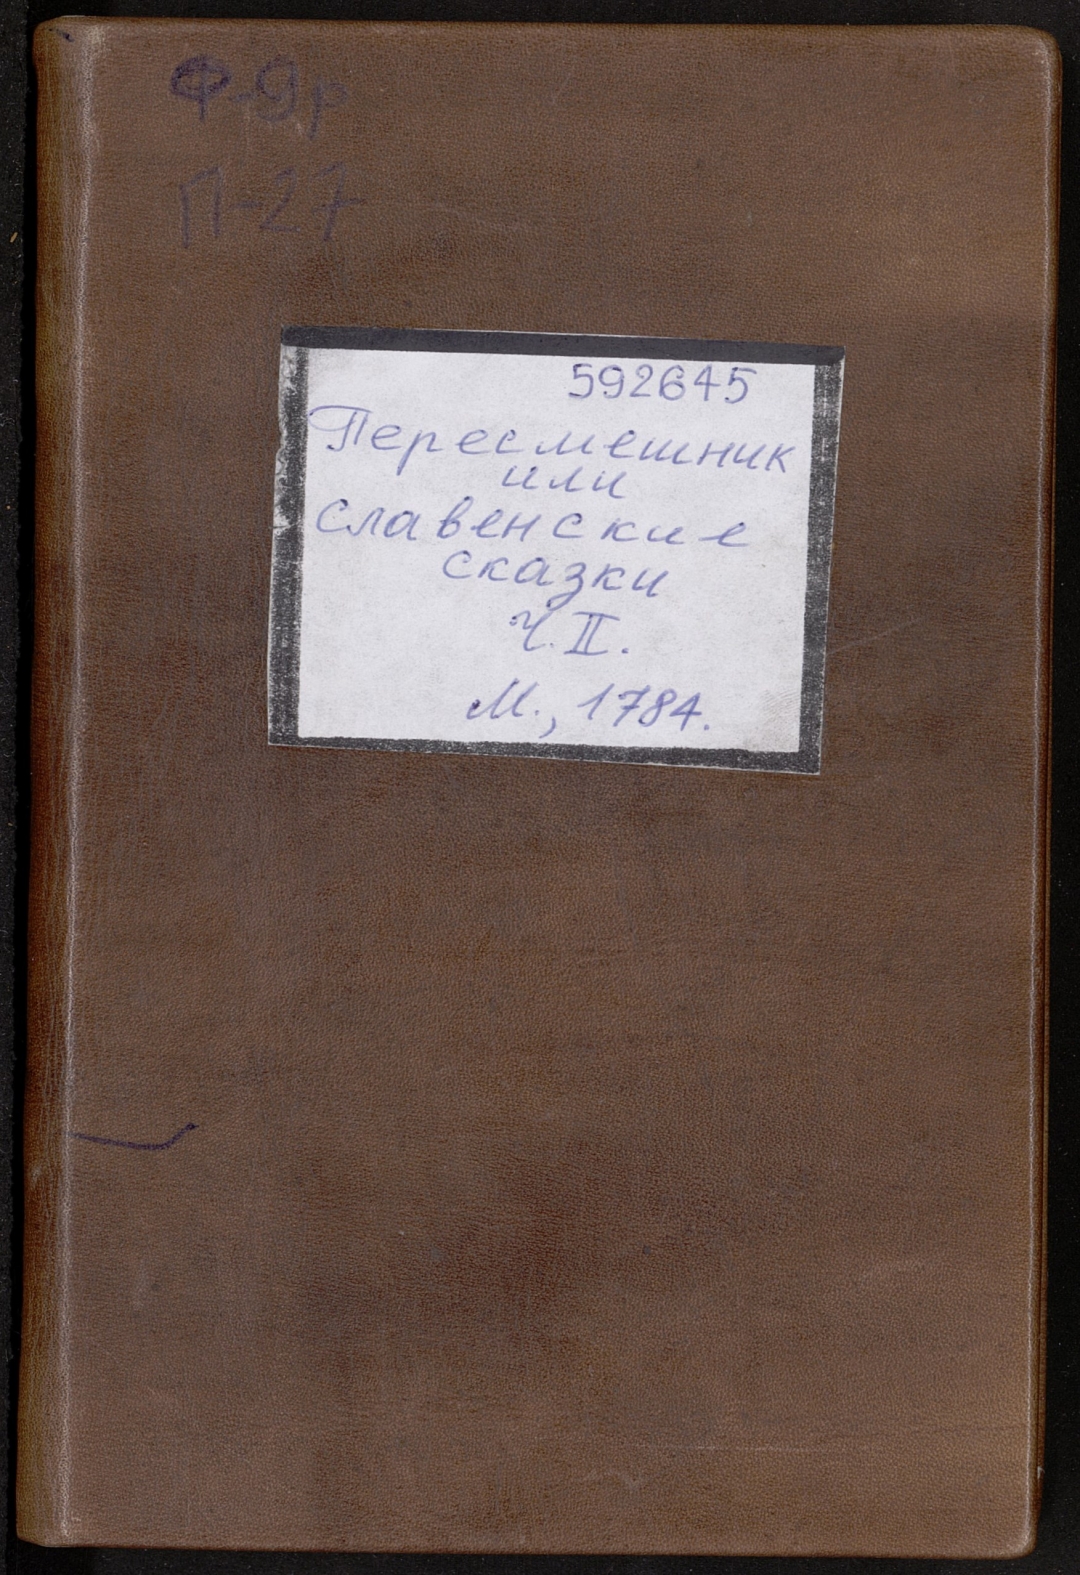 Ф-9р
П-27
592645
Пересмешник
или
славенские
сказки
Ч. II.
М., 1784.